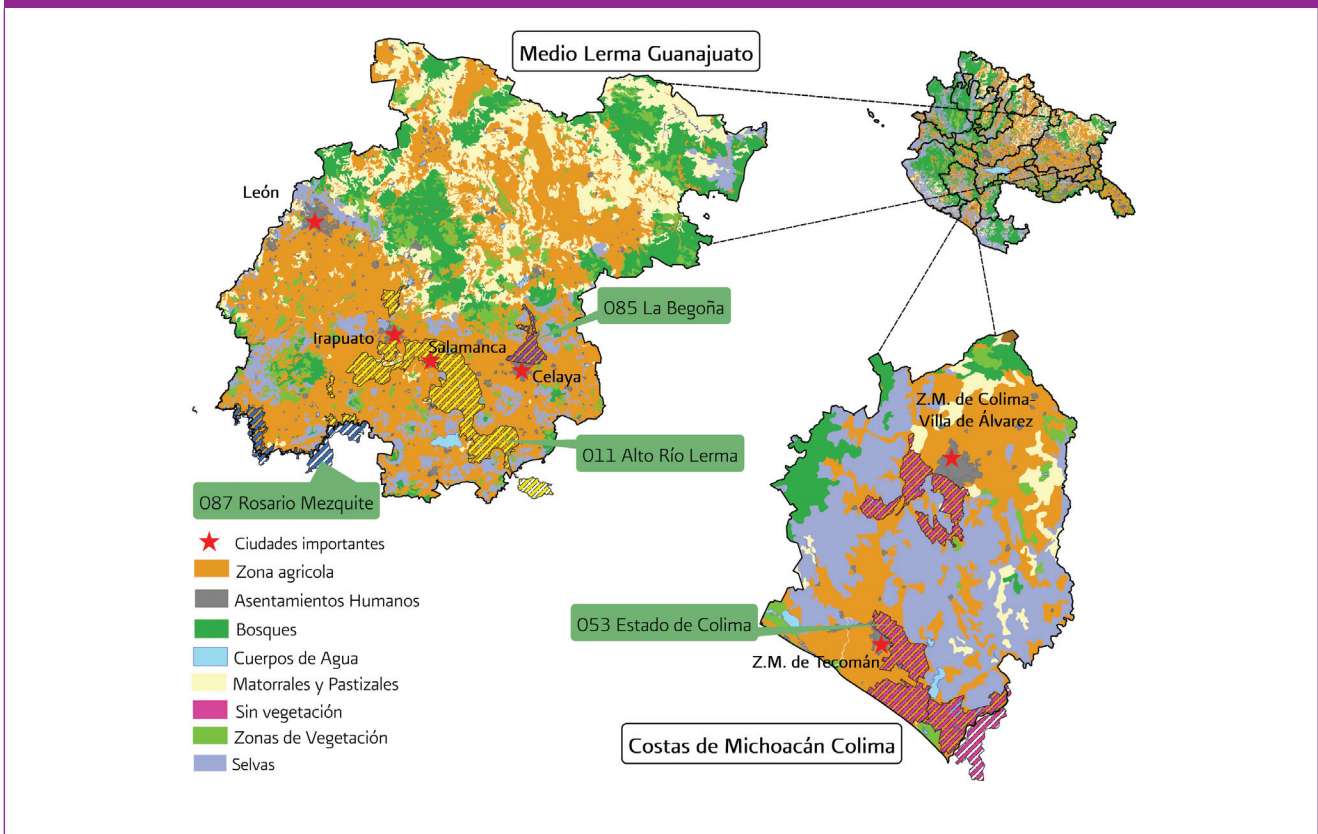 Medio Lerma Guanajuato
León
085 La Begoña
Irapuato
Salamanca
Celaya
011 Alto Río Lerma
087 Rosario Mezquite
Ciudades importantes
Zona agricola
Asentamientos Humanos
Bosques
Cuerpos de Agua
Matorrales y Pastizales
Sin vegetación
Zonas de Vegetación
Selvas
Z.M. de Colima-
Villa de Álvarez
053 Estado de Colima
Z.M. de Tecomán
Costas de Michoacán Colima